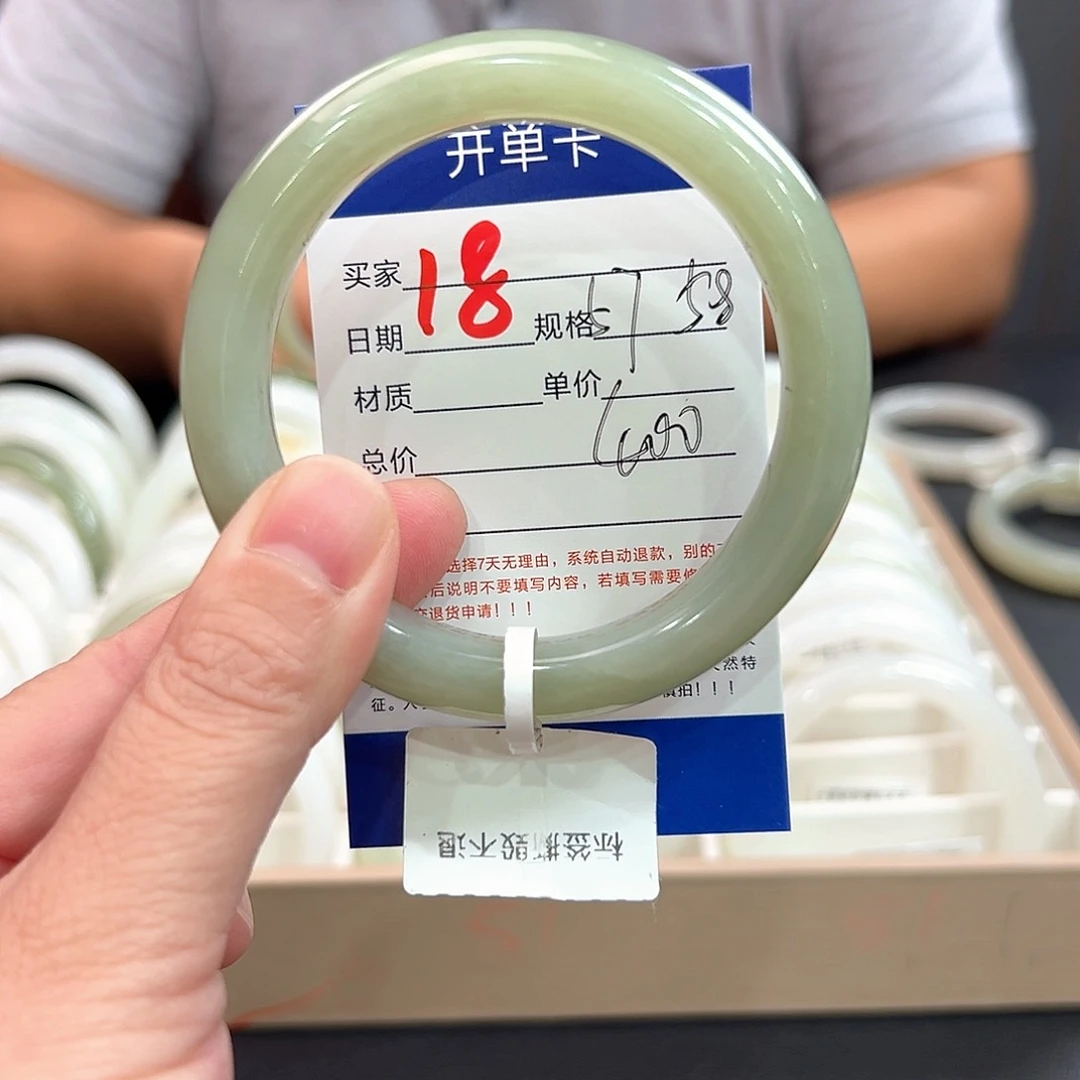 开单卡
买家 18
日期 规格 57 58
材质 单价
总价 600
选择7天无理由，系统自动退款，别的
后说明不要填写内容，若填写需要修
退货申请！！！
然特
征。 慎拍！！！
标签撕毁不退